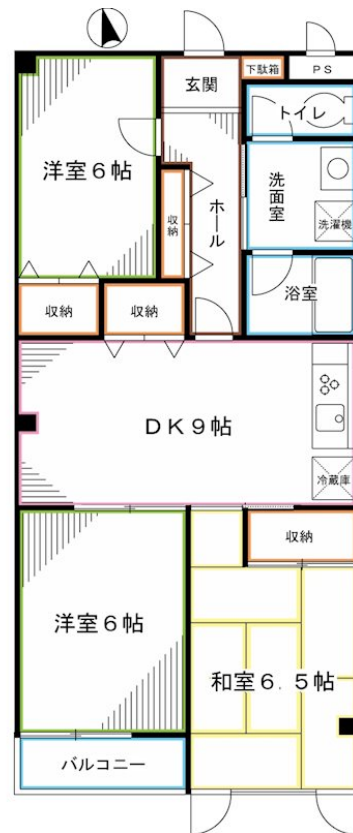 下駄箱
PS
玄関
トイレ
洋室6帖
洗面室
収納
ホール
洗濯機
浴室
収納
収納
DK9帖
冷蔵庫
収納
洋室6帖
和室6.5帖
バルコニー